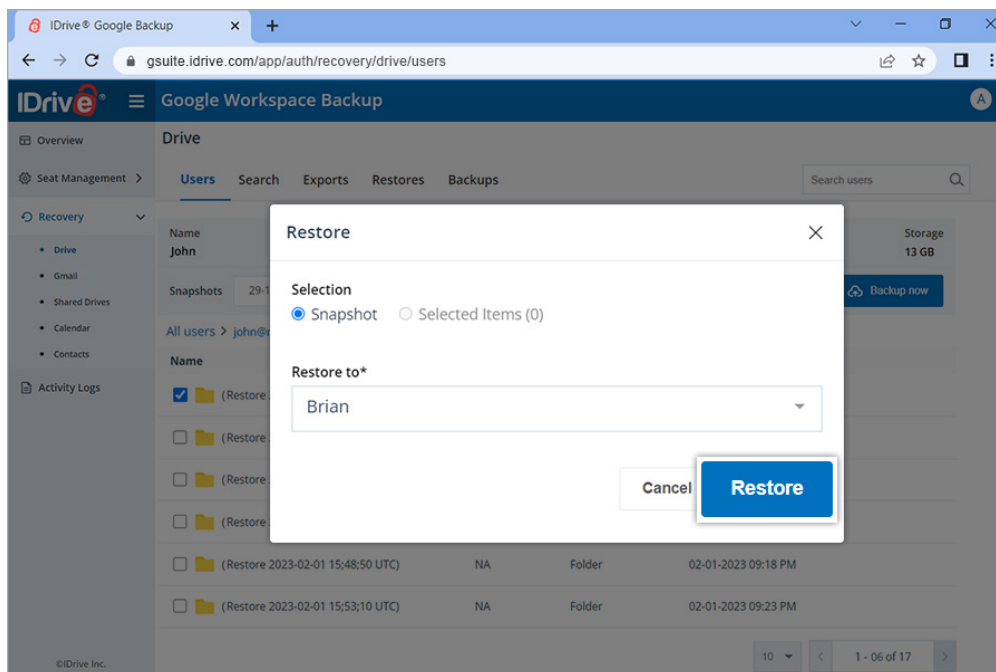 IDrive® Google Backup
gsuite.idrive.com/app/auth/recovery/drive/users
IDrive® Google Workspace Backup A
Overview
Seat Management
Recovery
Drive
Gmail
Shared Drives
Calendar
Contacts
Activity Logs
©IDrive Inc.
Drive
Users Search Exports Restores Backups Search users
Name Storage
John 13 GB
Snapshots 29-1 Backup now
All users > john@
Name
(Restore
(Restore
(Restore
(Restore
(Restore 2023-02-01 15;48;50 UTC) NA Folder 02-01-2023 09:18 PM
(Restore 2023-02-01 15;53;10 UTC) NA Folder 02-01-2023 09:23 PM
10 1 - 06 of 17
Restore
Selection
Snapshot Selected Items (0)
Restore to*
Brian
Cancel Restore